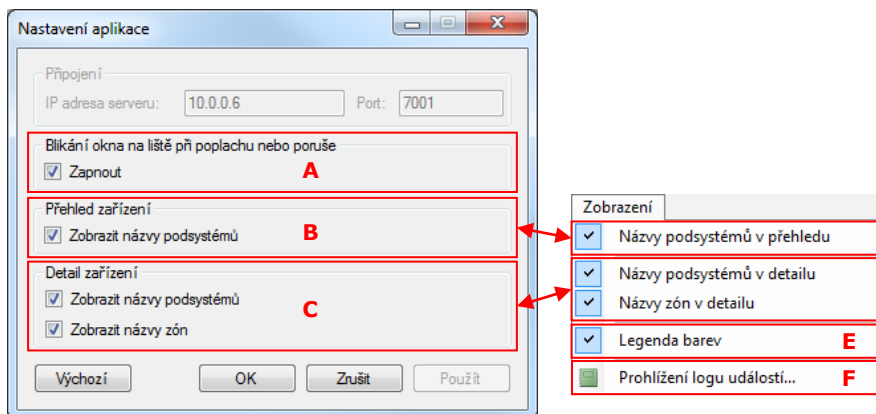 Nastavení aplikace
Připojení
IP adresa serveru: 10.0.0.6 Port: 7001
Blikání okna na liště při poplachu nebo poruše
Zapnout A
Přehled zařízení
Zobrazit názvy podsystémů B
Detail zařízení
Zobrazit názvy podsystémů
C
Zobrazit názvy zón
Výchozí OK Zrušit Použít
Zobrazení
Názvy podsystémů v přehledu
Názvy podsystémů v detailu
Názvy zón v detailu
Legenda barev E
Prohlížení logu událostí... F